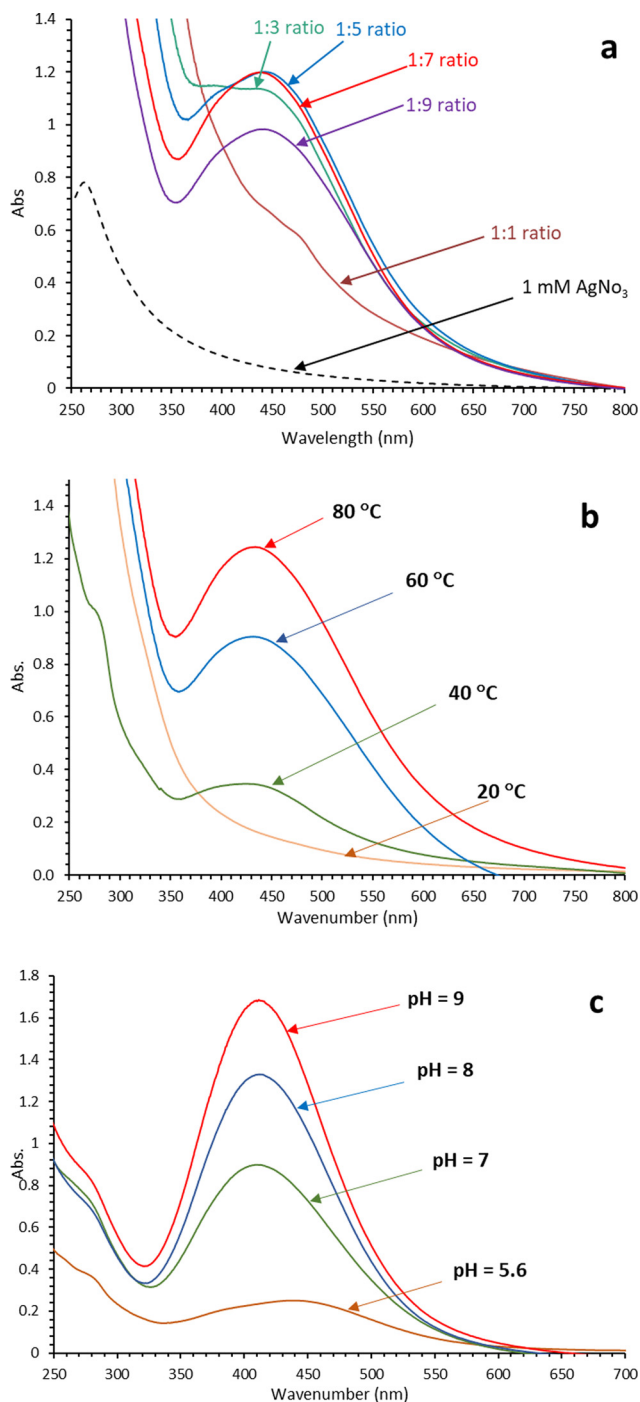 a
1.4
1:3 ratio
1:5 ratio
1:7 ratio
1.2
1:9 ratio
1
0.8
Abs
0.6
1:1 ratio
1 mM AgNo₃
0.4
0.2
0
250 300 350 400 450 500 550 600 650 700 750 800
Wavelength (nm)
b
1.4
80 °C
1.2
60 °C
1.0
0.8
Abs.
40 °C
0.6
0.4
20 °C
0.2
0.0
250 300 350 400 450 500 550 600 650 700 750 800
Wavenumber (nm)
c
1.8
pH = 9
1.6
1.4
pH = 8
1.2
1
Abs.
pH = 7
0.8
0.6
pH = 5.6
0.4
0.2
0
250 300 350 400 450 500 550 600 650 700
Wavenumber (nm)